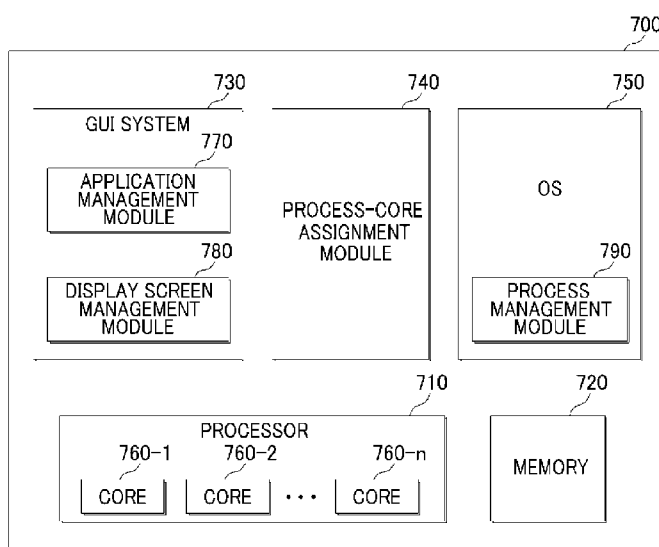 700
730
740
750
GUI SYSTEM
770
APPLICATION
MANAGEMENT
MODULE
780
DISPLAY SCREEN
MANAGEMENT
MODULE
PROCESS-CORE
ASSIGNMENT
MODULE
OS
790
PROCESS
MANAGEMENT
MODULE
710
PROCESSOR
760-1
760-2
760-n
CORE
CORE
•••
CORE
720
MEMORY